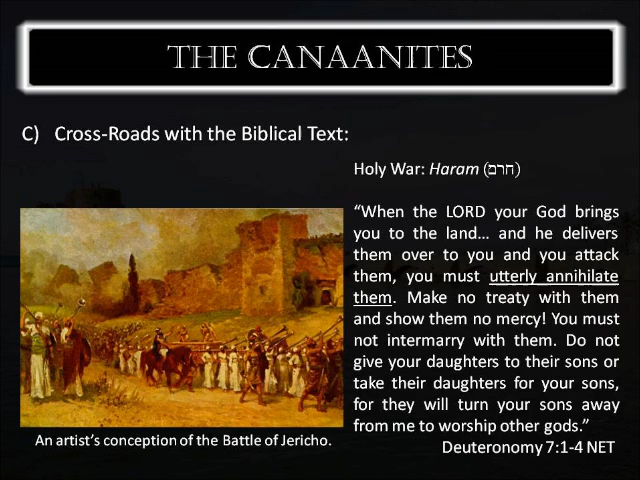 THE CANAANITES
C) Cross-Roads with the Biblical Text:
Holy War: Haram (חרם)
“When the LORD your God brings
you to the land… and he delivers
them over to you and you attack
them, you must utterly annihilate
them. Make no treaty with them
and show them no mercy! You must
not intermarry with them. Do not
give your daughters to their sons or
take their daughters for your sons,
for they will turn your sons away
from me to worship other gods.”
Deuteronomy 7:1-4 NET
An artist’s conception of the Battle of Jericho.